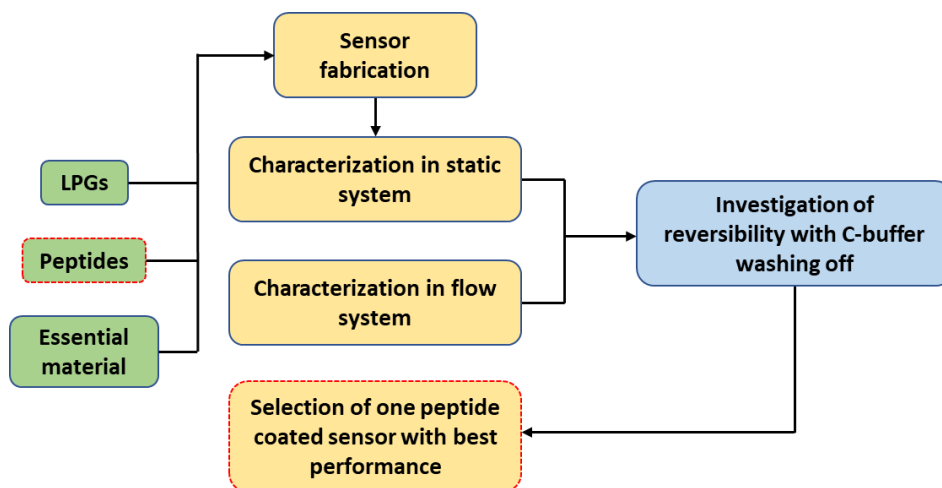 Sensor
fabrication
LPGs
Peptides
Essential
material
Characterization in static
system
Characterization in flow
system
Investigation of
reversibility with C-buffer
washing off
Selection of one peptide
coated sensor with best
performance